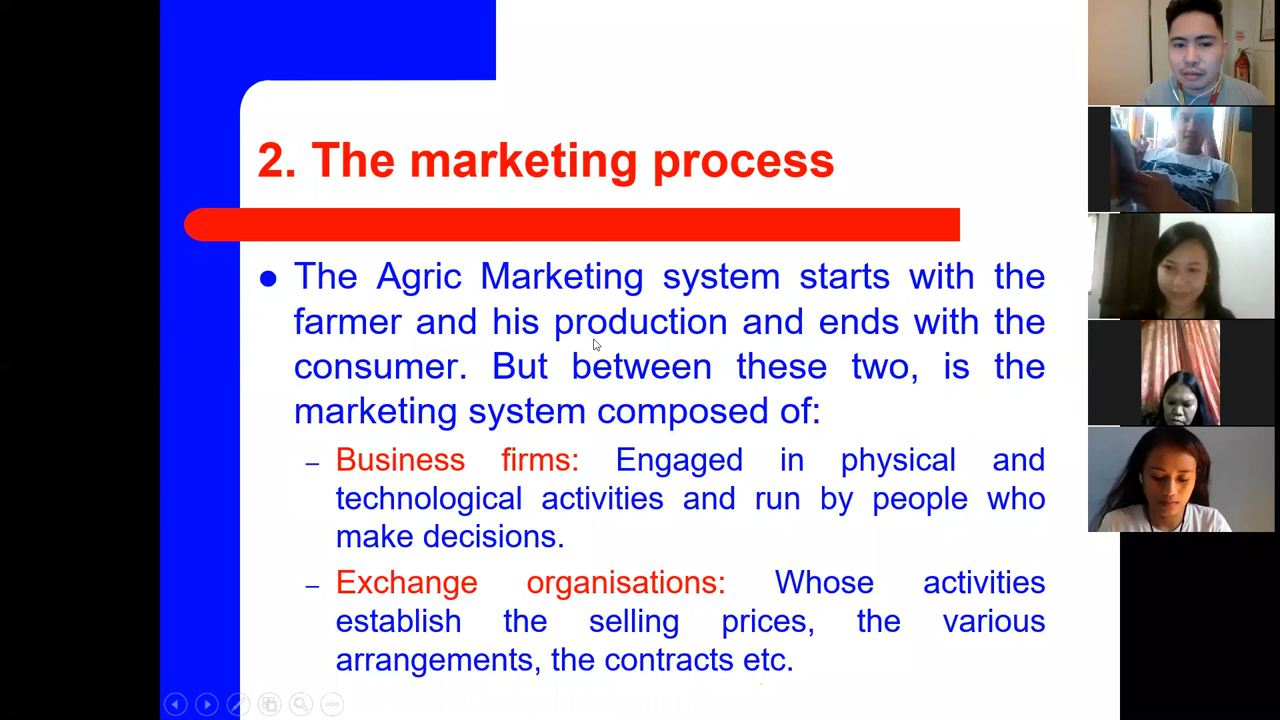 2. The marketing process
The Agric Marketing system starts with the
farmer and his production and ends with the
consumer. But between these two, is the
marketing system composed of:
– Business firms: Engaged in physical and
technological activities and run by people who
make decisions.
– Exchange organisations: Whose activities
establish the selling prices, the various
arrangements, the contracts etc.